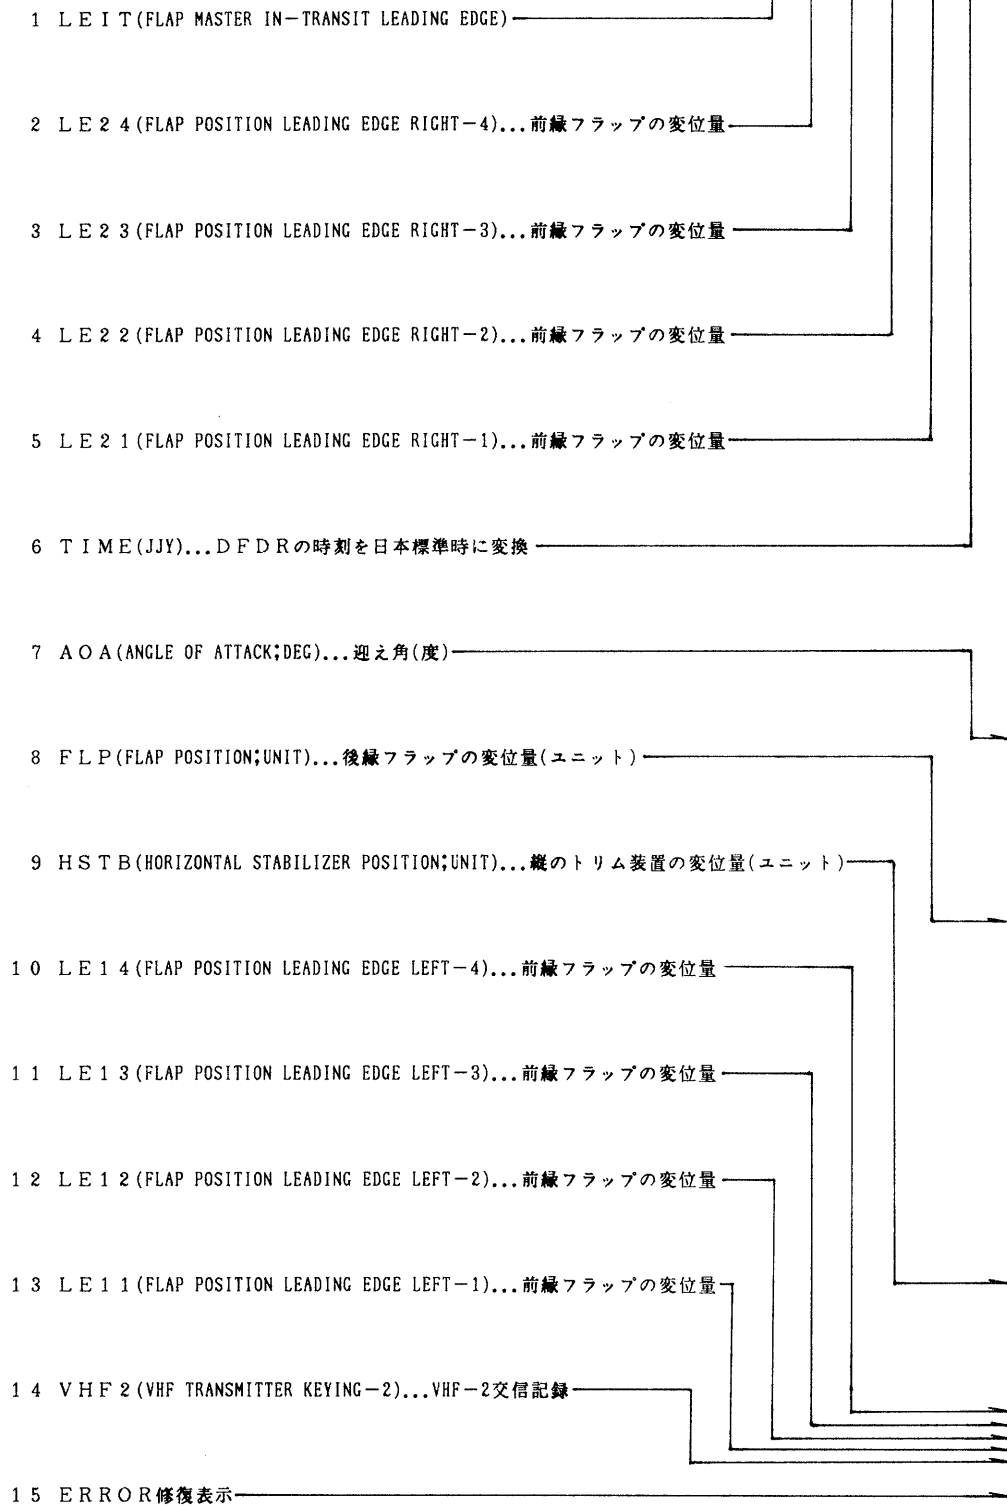 1 LEIT(FLAP MASTER IN-TRANSIT LEADING EDGE)
2 LE24(FLAP POSITION LEADING EDGE RIGHT-4)...前縁フラップの変位量
3 LE23(FLAP POSITION LEADING EDGE RIGHT-3)...前縁フラップの変位量
4 LE22(FLAP POSITION LEADING EDGE RIGHT-2)...前縁フラップの変位量
5 LE21(FLAP POSITION LEADING EDGE RIGHT-1)...前縁フラップの変位量
6 TIME(JJY)...DFDRの時刻を日本標準時に変換
7 AOA(ANGLE OF ATTACK;DEG)...迎え角(度)
8 FLP(FLAP POSITION;UNIT)...後縁フラップの変位量(ユニット)
9 HSTB(HORIZONTAL STABILIZER POSITION;UNIT)...縦のトリム装置の変位量(ユニット)
10 LE14(FLAP POSITION LEADING EDGE LEFT-4)...前縁フラップの変位量
11 LE13(FLAP POSITION LEADING EDGE LEFT-3)...前縁フラップの変位量
12 LE12(FLAP POSITION LEADING EDGE LEFT-2)...前縁フラップの変位量
13 LE11(FLAP POSITION LEADING EDGE LEFT-1)...前縁フラップの変位量
14 VHF2(VHF TRANSMITTER KEYING-2)...VHF-2交信記録
15 ERROR修復表示